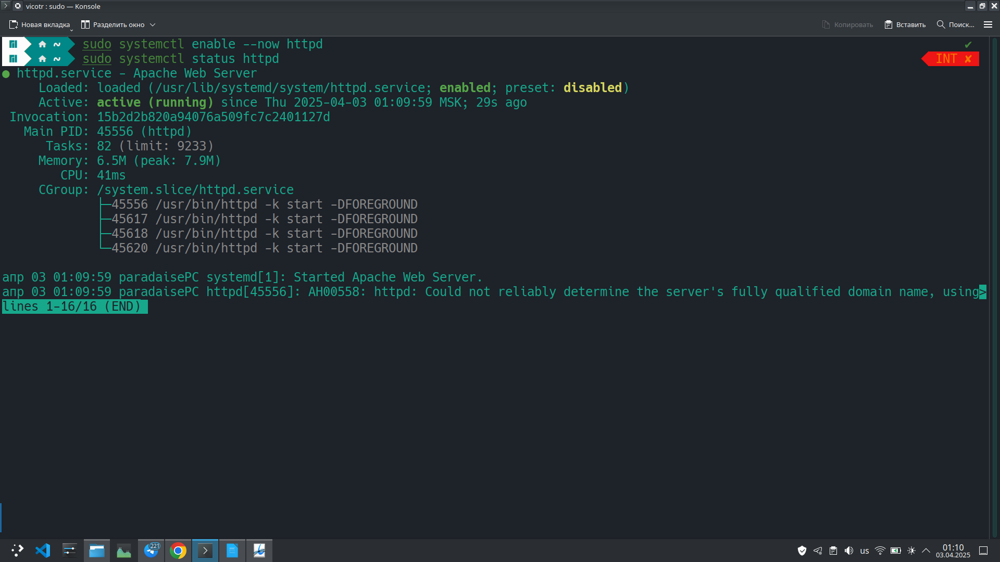 vicotr : sudo — Konsole
Новая вкладка
Разделить окно
Копировать
Вставить
Поиск...
~ sudo systemctl enable --now httpd ✔
~ sudo systemctl status httpd INT ✘
● httpd.service - Apache Web Server
Loaded: loaded (/usr/lib/systemd/system/httpd.service; enabled; preset: disabled)
Active: active (running) since Thu 2025-04-03 01:09:59 MSK; 29s ago
Invocation: 15b2d2b820a94076a509fc7c2401127d
Main PID: 45556 (httpd)
Tasks: 82 (limit: 9233)
Memory: 6.5M (peak: 7.9M)
CPU: 41ms
CGroup: /system.slice/httpd.service
├─45556 /usr/bin/httpd -k start -DFOREGROUND
├─45617 /usr/bin/httpd -k start -DFOREGROUND
├─45618 /usr/bin/httpd -k start -DFOREGROUND
└─45620 /usr/bin/httpd -k start -DFOREGROUND
апр 03 01:09:59 paradaisePC systemd[1]: Started Apache Web Server.
апр 03 01:09:59 paradaisePC httpd[45556]: AH00558: httpd: Could not reliably determine the server's fully qualified domain name, using>
lines 1-16/16 (END)
221
us
01:10
03.04.2025